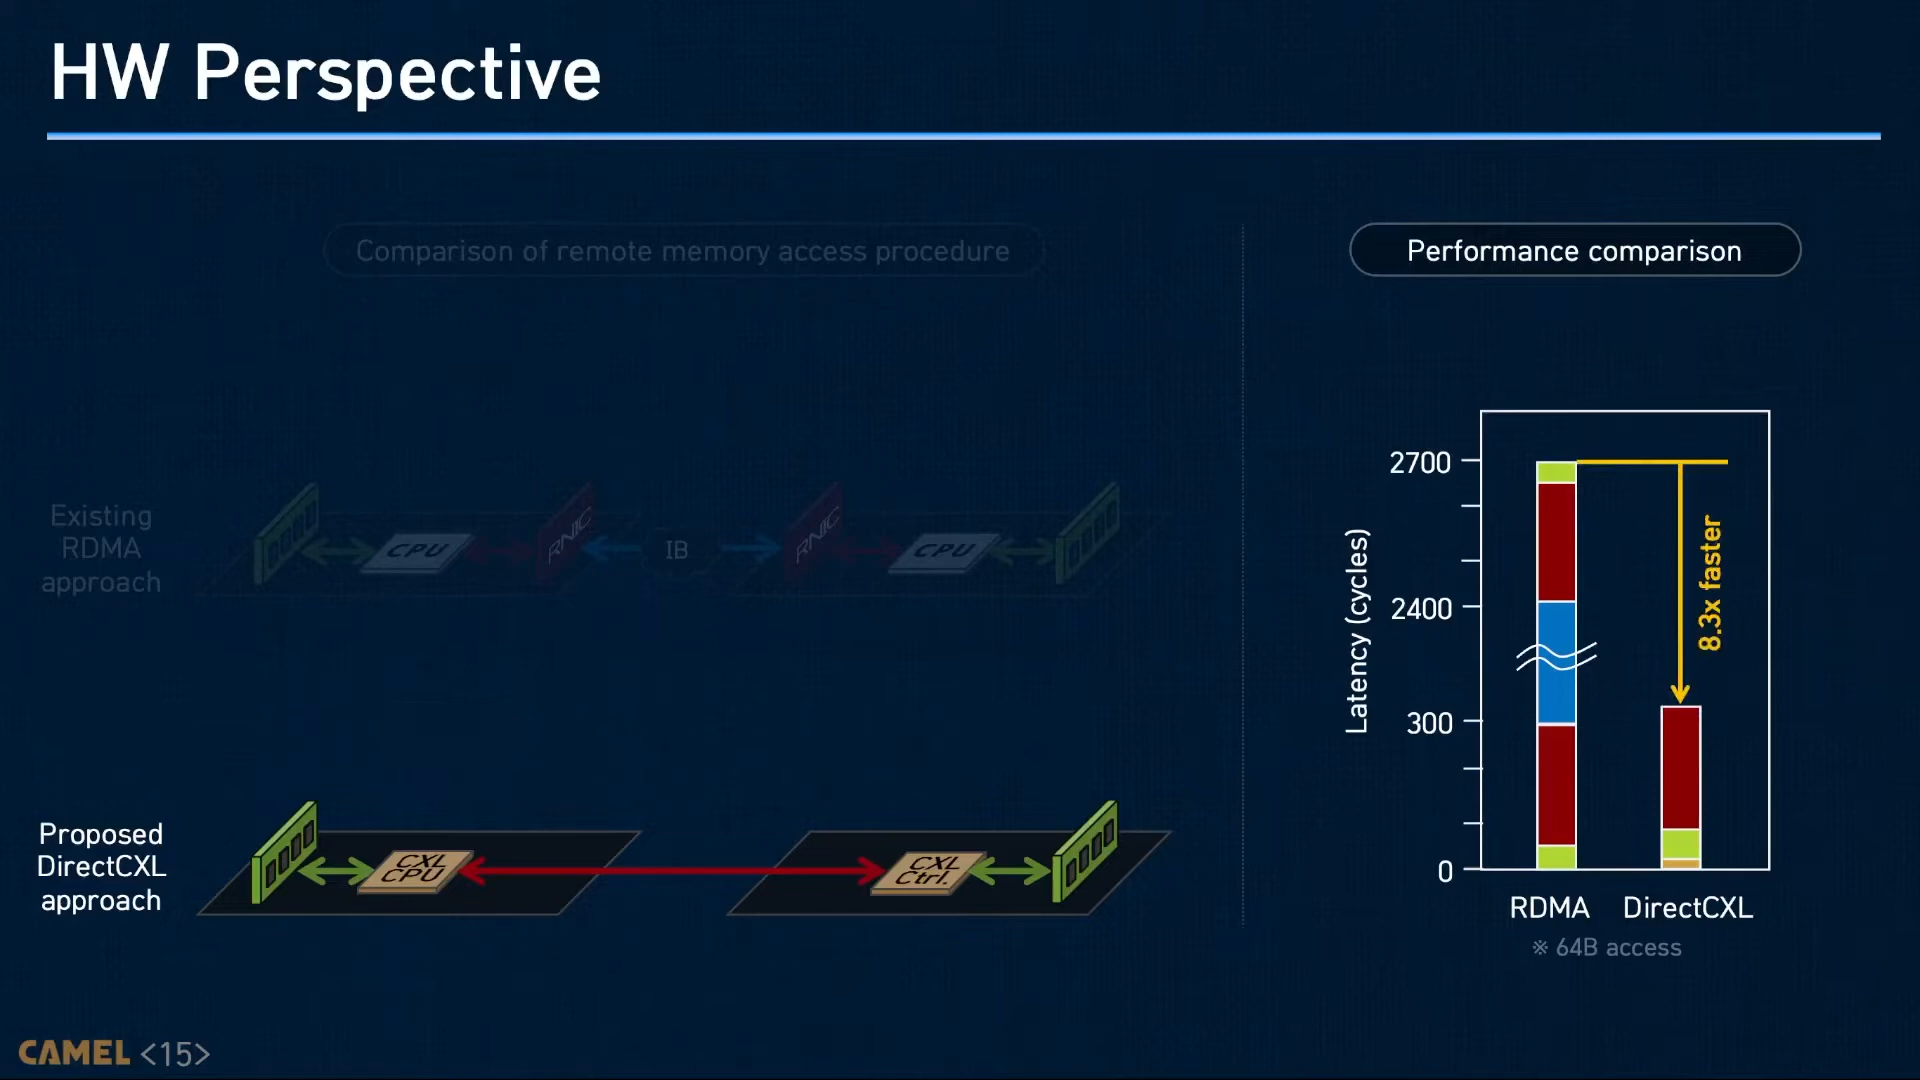 HW Perspective
Comparison of remote memory access procedure
Performance comparison
Existing
RDMA
approach
CPU
RNIC
IB
RNIC
CPU
Proposed
DirectCXL
approach
CXL
CPU
CXL
Ctrl.
Latency (cycles)
2700
2400
300
0
8.3x faster
RDMA
DirectCXL
※ 64B access
CAMEL <15>